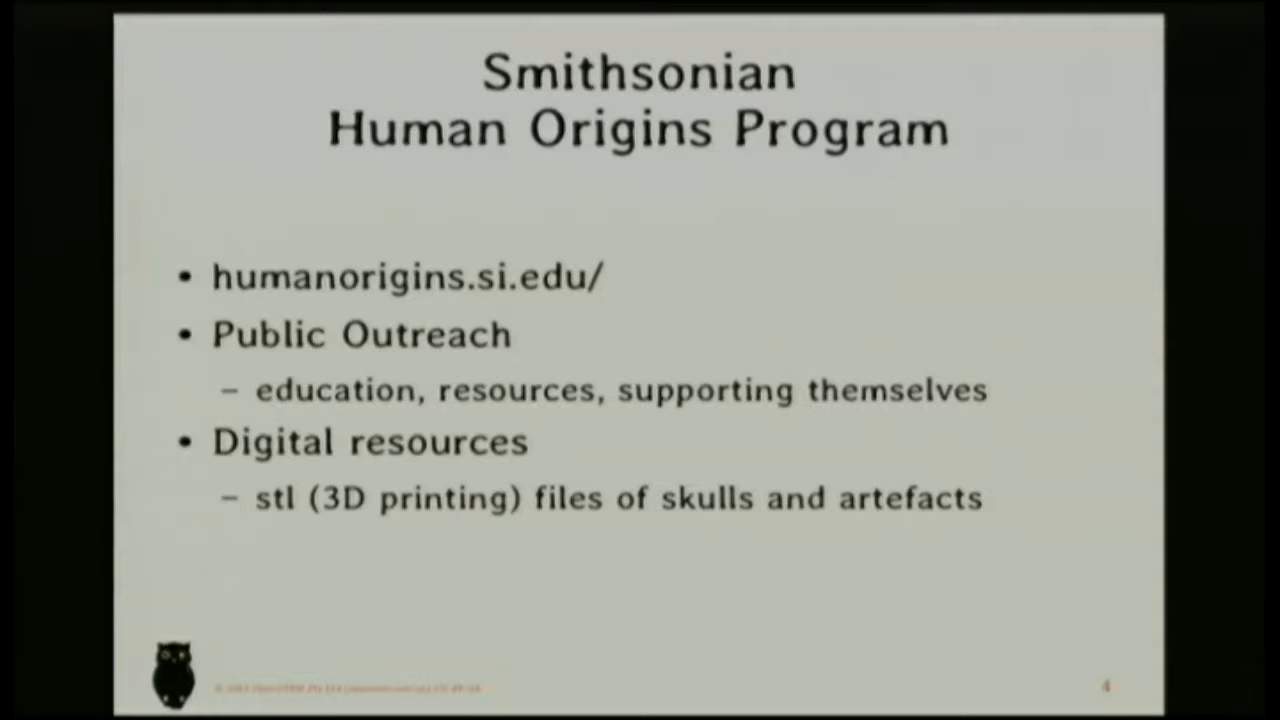 Smithsonian
Human Origins Program
• humanorigins.si.edu/
• Public Outreach
– education, resources, supporting themselves
• Digital resources
– stl (3D printing) files of skulls and artefacts
4